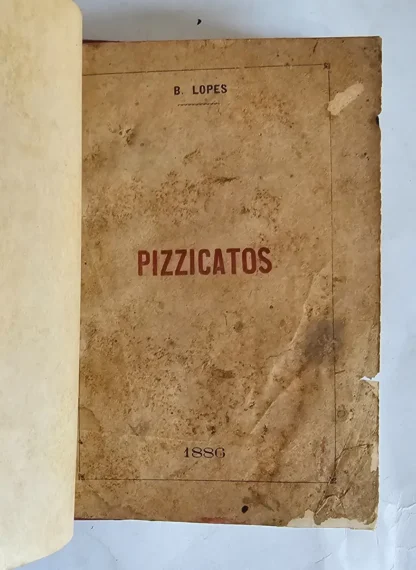 B. LOPES
PIZZICATOS
1886